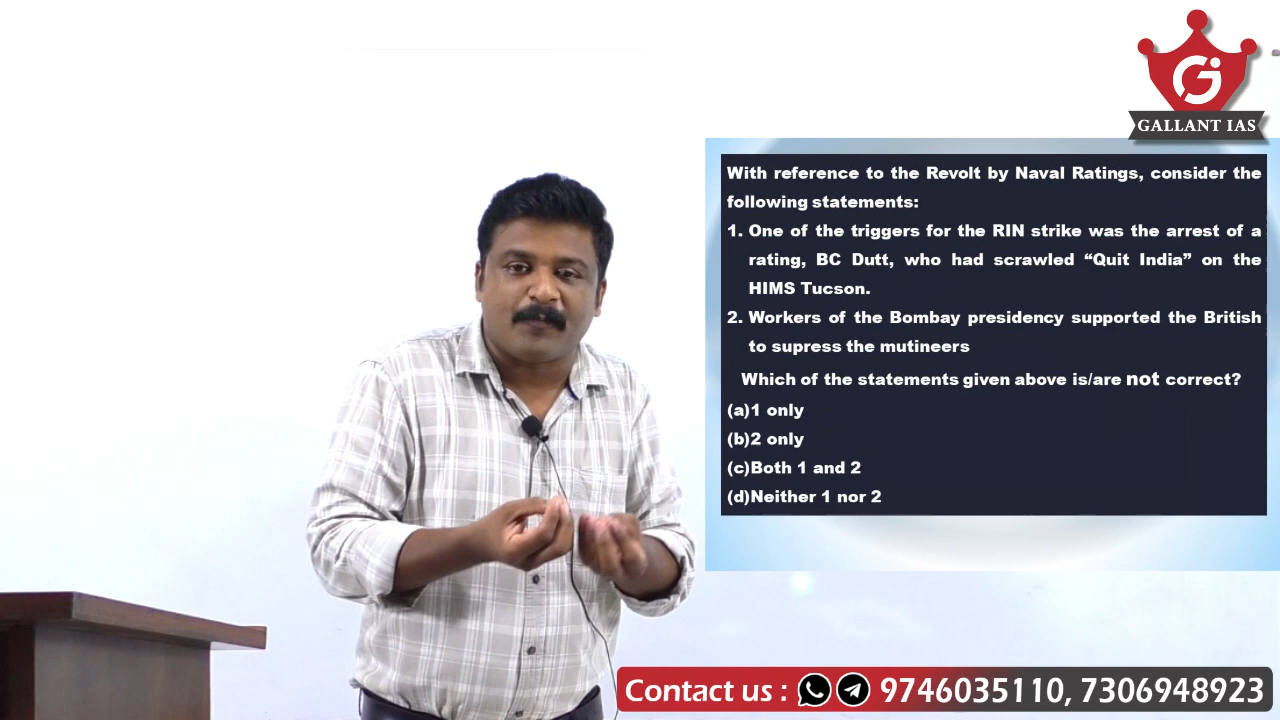 GALLANT IAS
With reference to the Revolt by Naval Ratings, consider the
following statements:
1. One of the triggers for the RIN strike was the arrest of a
rating, BC Dutt, who had scrawled “Quit India” on the
HIMS Tucson.
2. Workers of the Bombay presidency supported the British
to supress the mutineers
Which of the statements given above is/are not correct?
(a)1 only
(b)2 only
(c)Both 1 and 2
(d)Neither 1 nor 2
Contact us : 9746035110, 7306948923